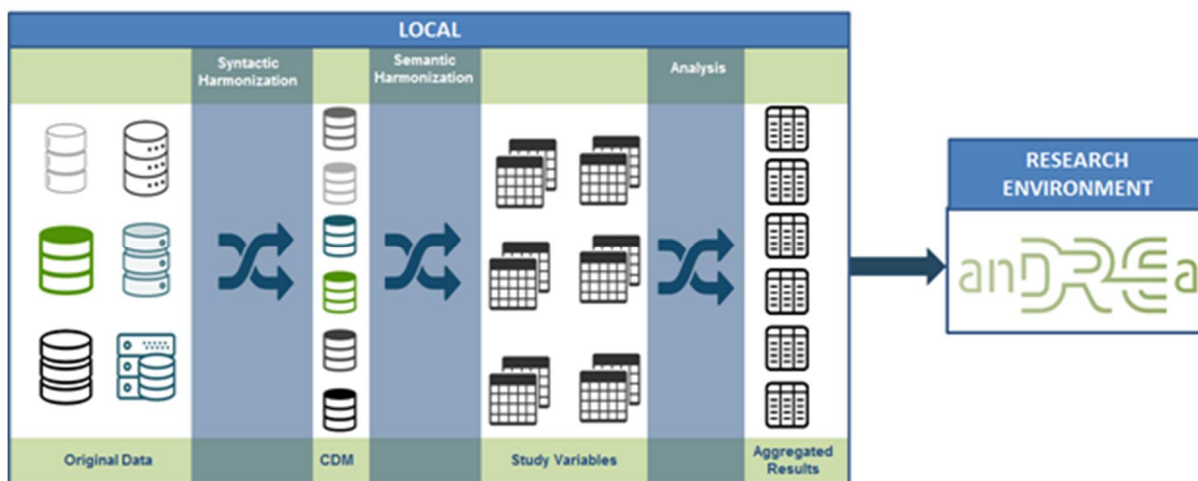 LOCAL
Syntactic
Harmonization
Semantic
Harmonization
Analysis
Original Data
CDM
Study Variables
Aggregated
Results
RESEARCH
ENVIRONMENT
anDREa